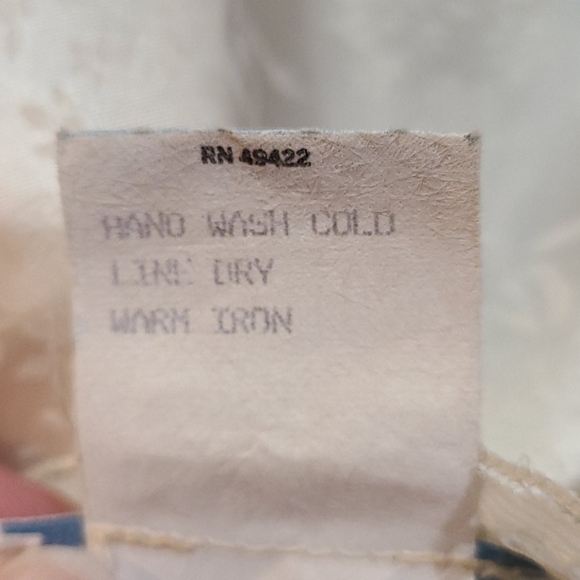 RN 49422
HAND WASH COLD
LINE DRY
WARM IRON